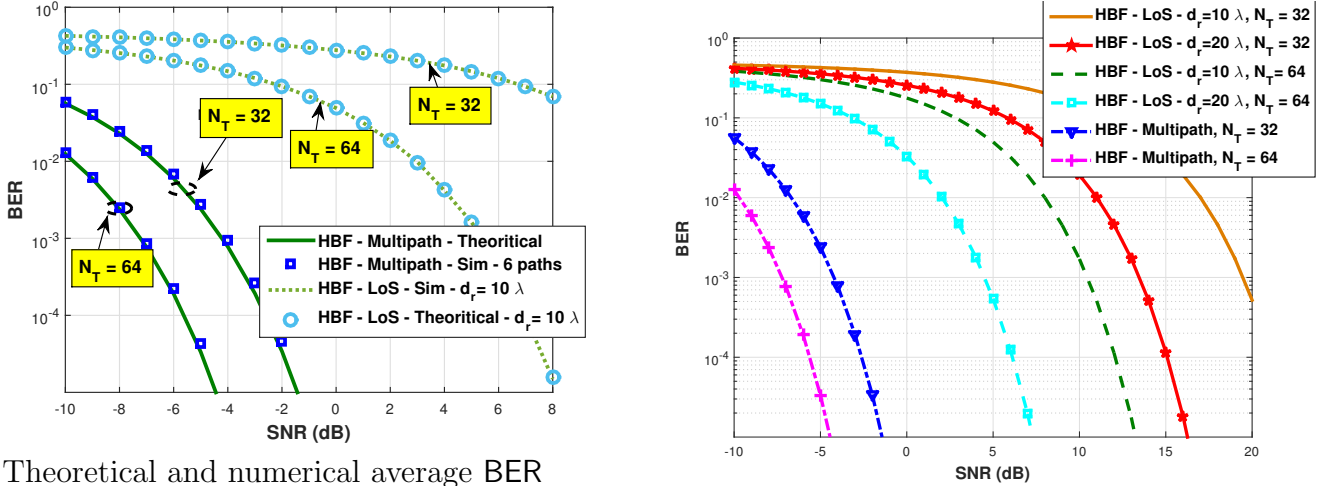 10^0
10^-1
10^-2
10^-3
10^-4
BER
-10 -8 -6 -4 -2 0 2 4 6 8
SNR (dB)
N_T = 32
N_T = 32
N_T = 64
N_T = 64
HBF - Multipath - Theoritical
HBF - Multipath - Sim - 6 paths
HBF - LoS - Sim - d_r= 10 λ
HBF - LoS - Theoritical - d_r= 10 λ
Theoretical and numerical average BER
HBF - LoS - d_r=10 λ, N_T = 32
HBF - LoS - d_r=20 λ, N_T = 32
HBF - LoS - d_r=10 λ, N_T= 64
HBF - LoS - d_r=20 λ, N_T = 64
HBF - Multipath, N_T = 32
HBF - Multipath, N_T = 64
10^0
10^-1
10^-2
10^-3
10^-4
BER
-10 -5 0 5 10 15 20
SNR (dB)